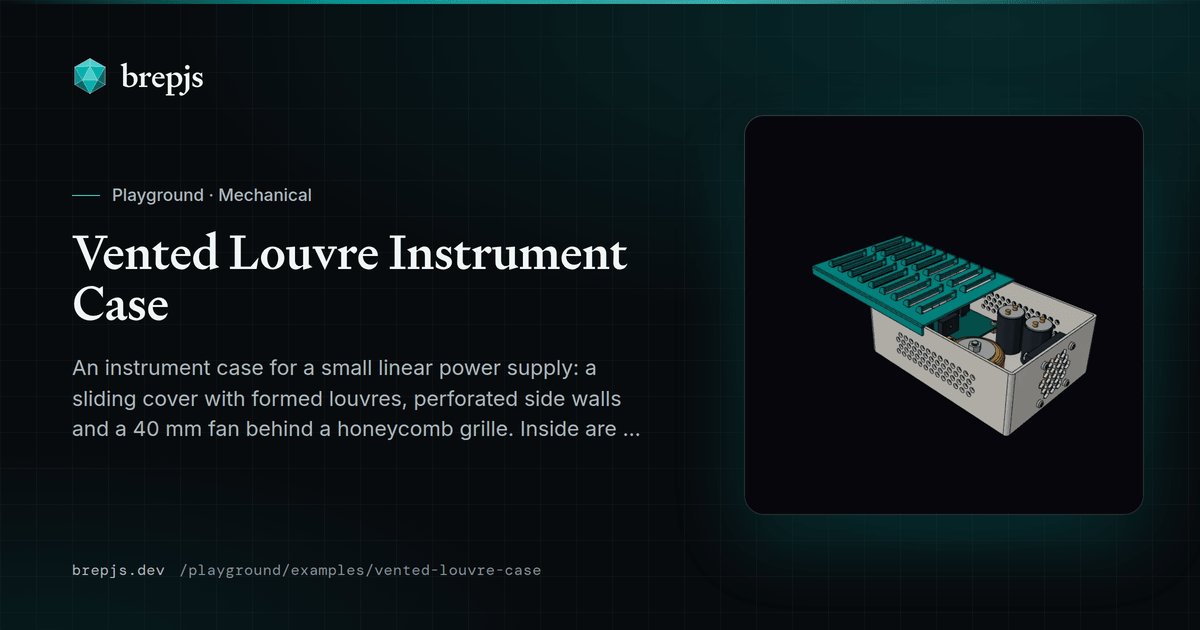 brepjs
Playground · Mechanical
Vented Louvre Instrument
Case
An instrument case for a small linear power supply: a
sliding cover with formed louvres, perforated side walls
and a 40 mm fan behind a honeycomb grille. Inside are ...
brepjs.dev /playground/examples/vented-louvre-case